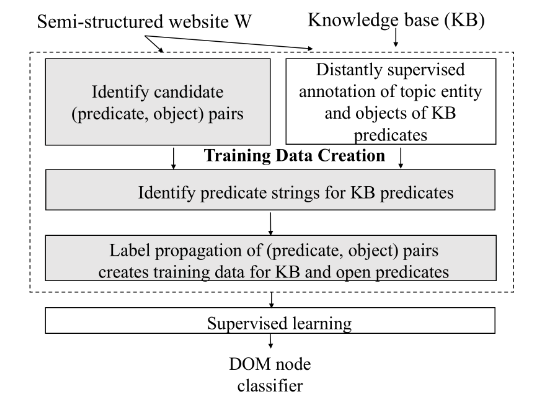 Semi-structured website W
Knowledge base (KB)
Identify candidate
(predicate, object) pairs
Distantly supervised
annotation of topic entity
and objects of KB
predicates
Training Data Creation
Identify predicate strings for KB predicates
Label propagation of (predicate, object) pairs
creates training data for KB and open predicates
Supervised learning
DOM node
classifier